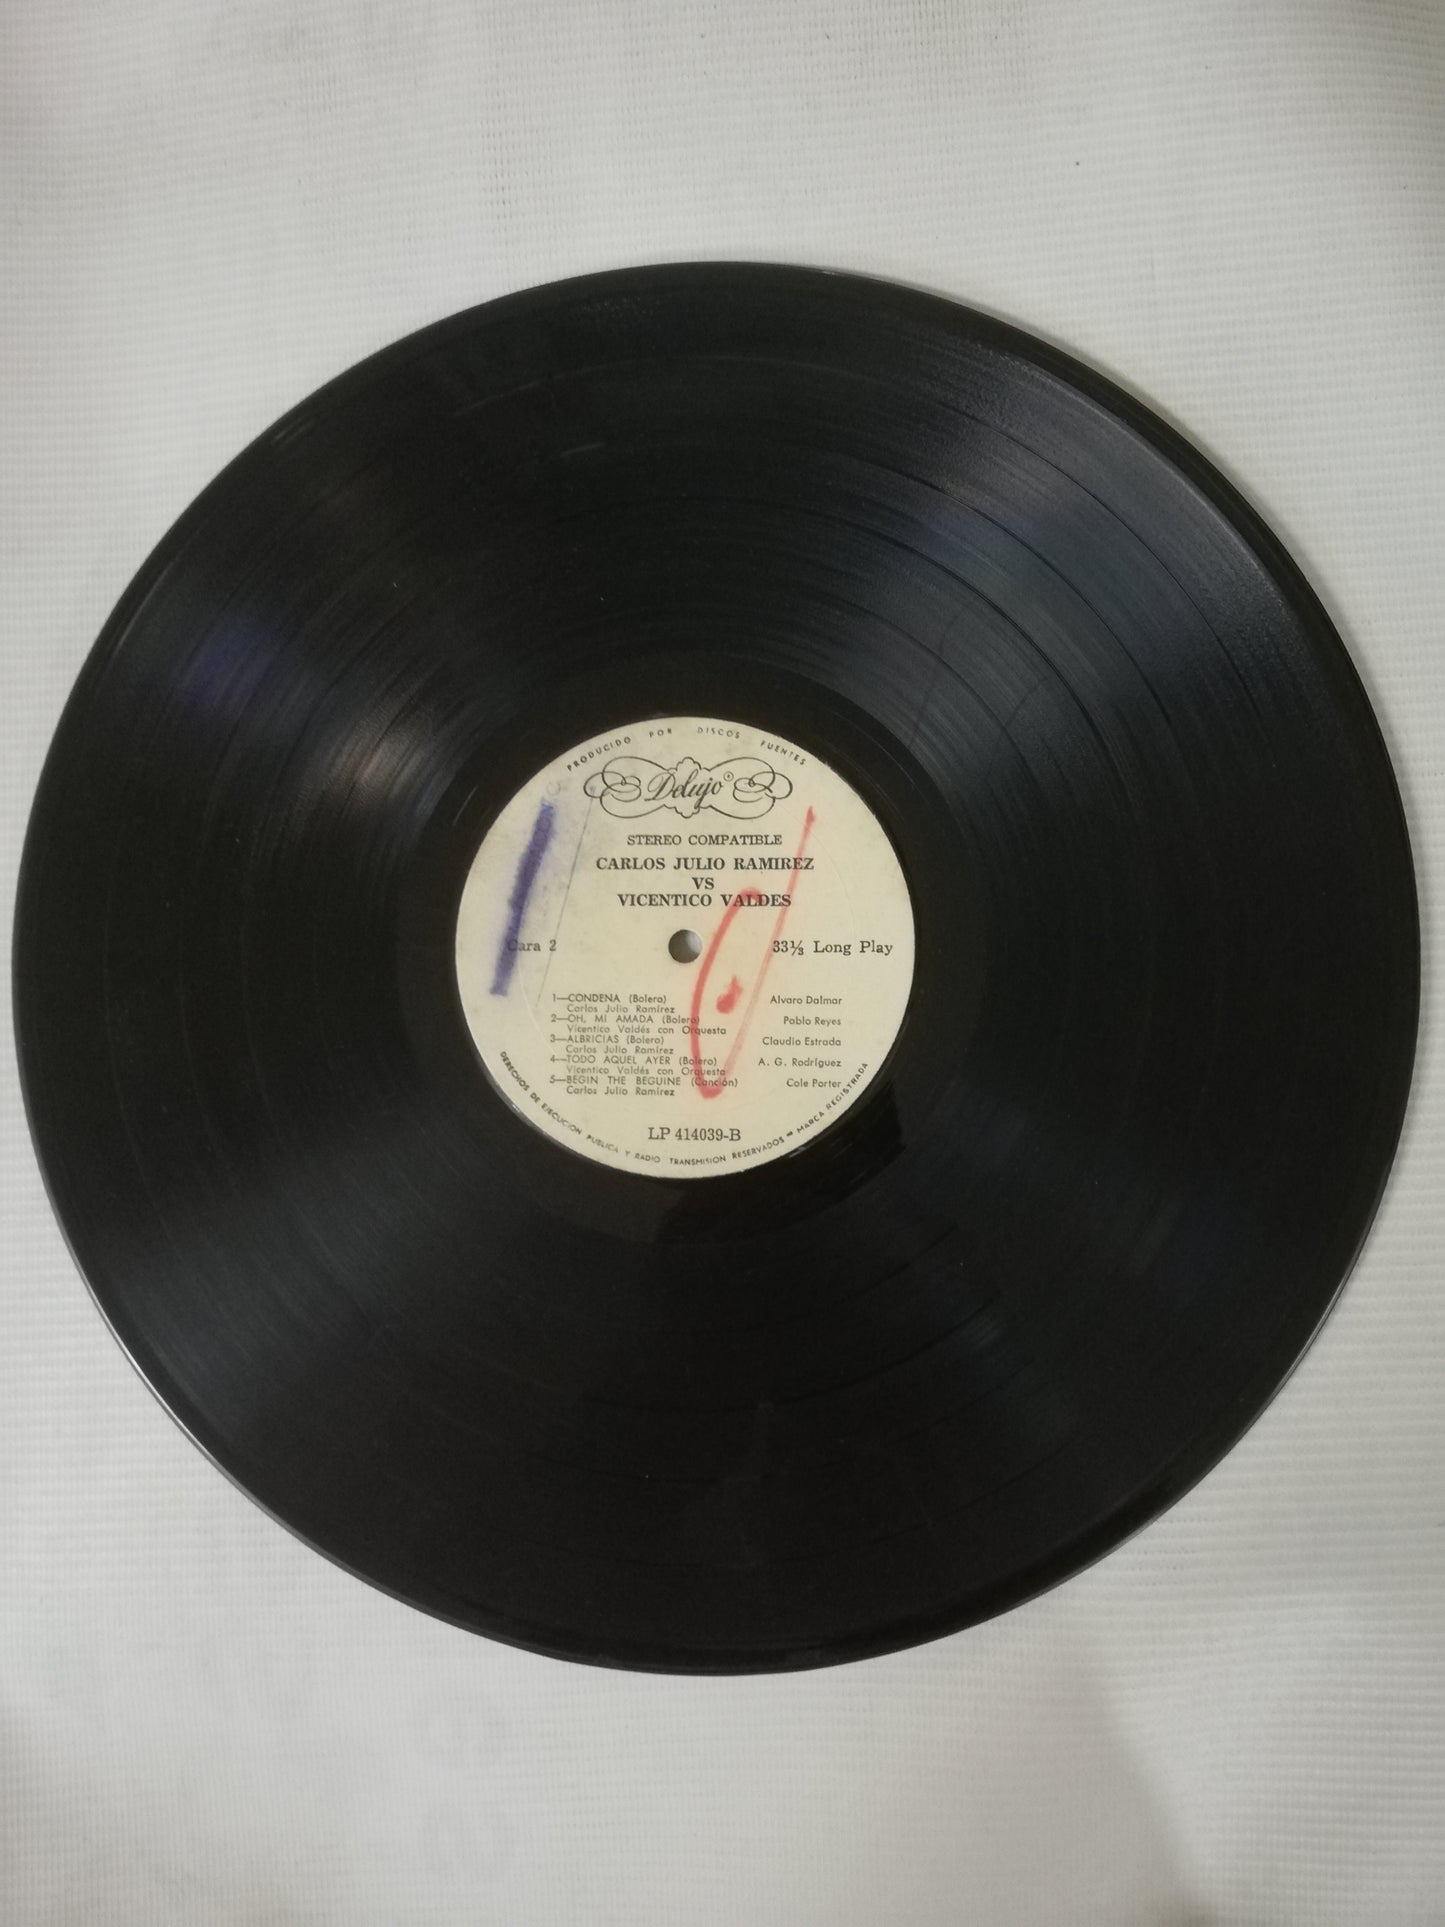 PRODUCIDO POR DISCOS FUENTES
Delujo®
STEREO COMPATIBLE
CARLOS JULIO RAMIREZ
VS
VICENTICO VALDES
Cara 2
33⅓ Long Play
1—CONDENA (Bolero) Alvaro Dalmar
Carlos Julio Ramírez
2—OH, MI AMADA (Bolero) Pablo Reyes
Vicentico Valdés con Orquesta
3—ALBRICIAS (Bolero) Claudio Estrada
Carlos Julio Ramírez
4—TODO AQUEL AYER (Bolero) A. G. Rodríguez
Vicentico Valdés con Orquesta
5—BEGIN THE BEGUINE (Canción) Cole Porter
Carlos Julio Ramírez
LP 414039-B
DERECHOS DE EJECUCION PUBLICA Y RADIO TRANSMISION RESERVADOS - MARCA REGISTRADA